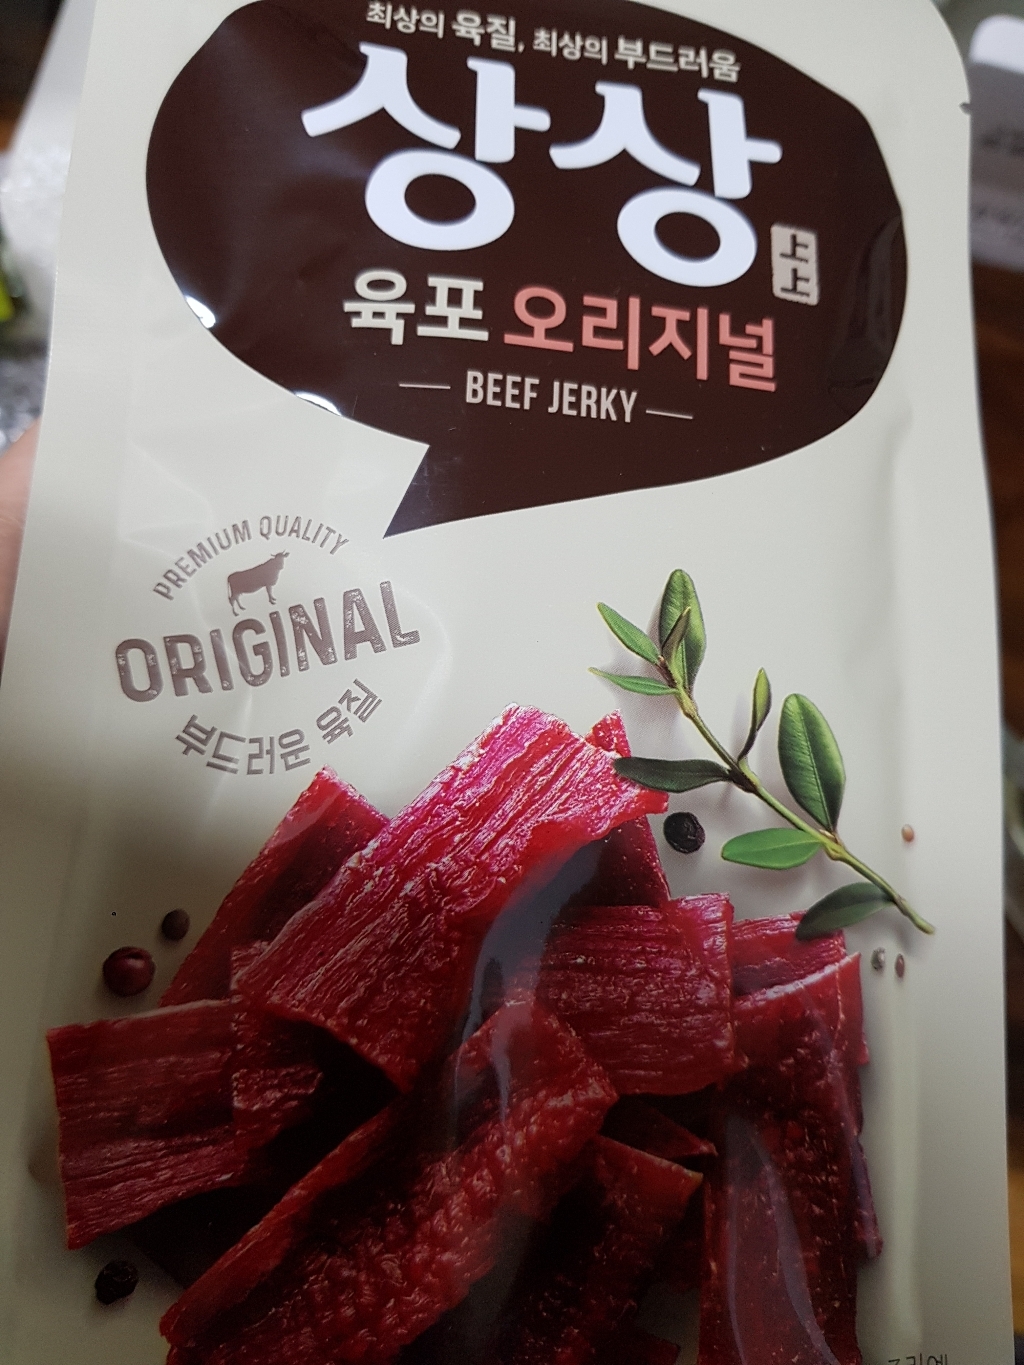 최상의 육질, 최상의 부드러움
상상
上上
육포 오리지널
BEEF JERKY
PREMIUM QUALITY
ORIGINAL
부드러운 육질